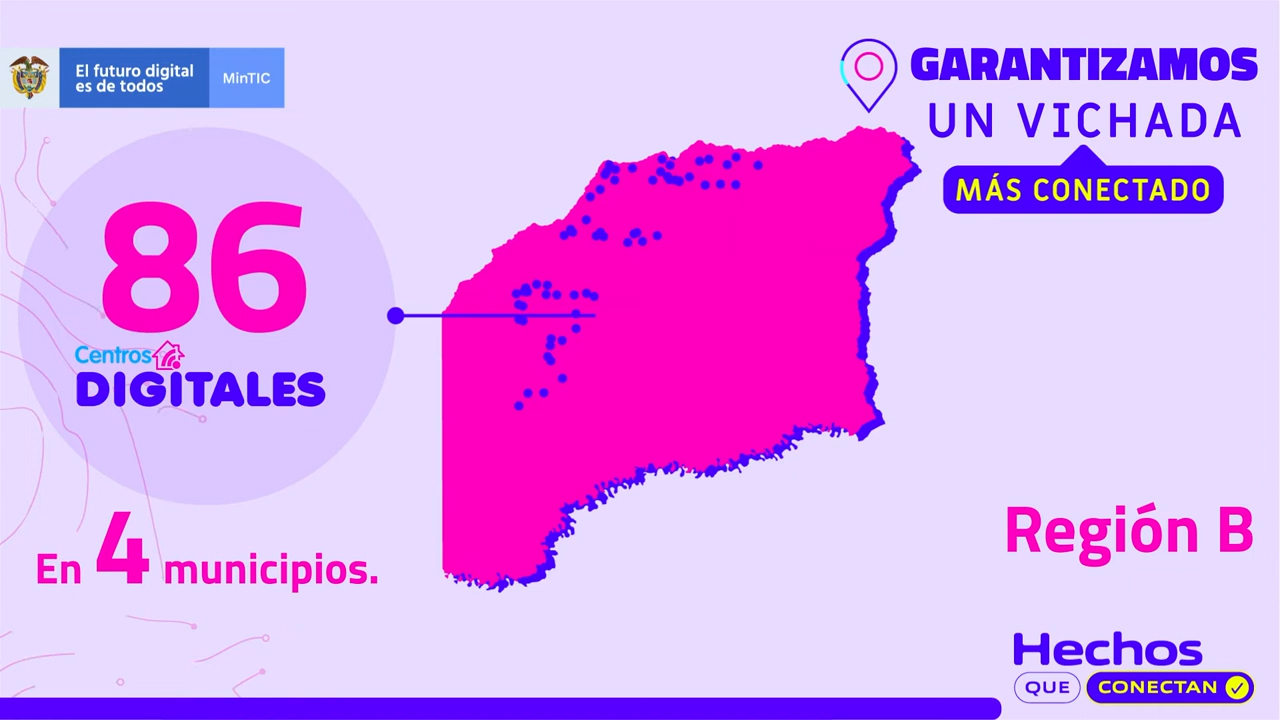 El futuro digital
es de todos
MinTIC
GARANTIZAMOS
UN VICHADA
MÁS CONECTADO
86
Centros
DIGITALES
En 4 municipios.
Región B
Hechos
QUE CONECTAN